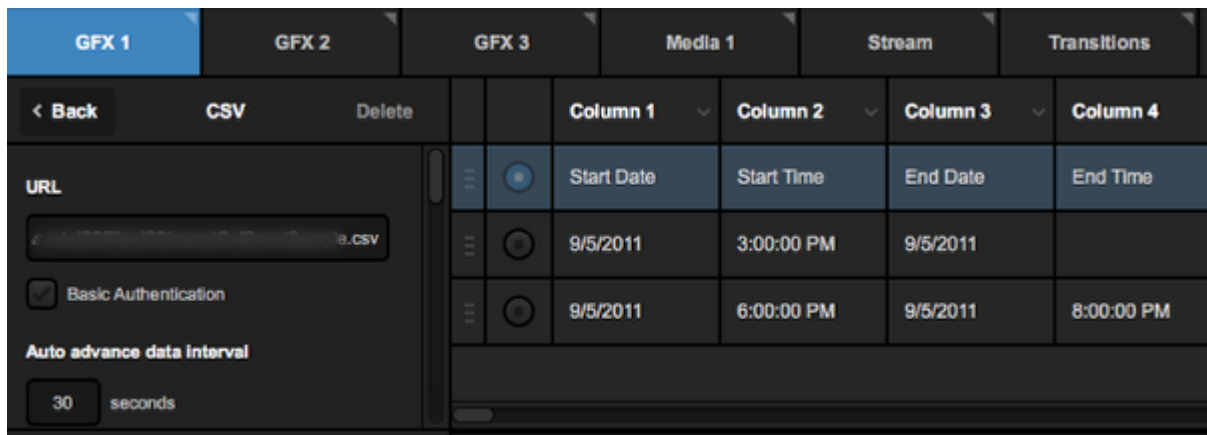 GFX 1 GFX 2 GFX 3 Media 1 Stream Transitions
< Back CSV Delete Column 1 Column 2 Column 3 Column 4
URL Start Date Start Time End Date End Time
.csv 9/5/2011 3:00:00 PM 9/5/2011
Basic Authentication 9/5/2011 6:00:00 PM 9/5/2011 8:00:00 PM
Auto advance data interval
30 seconds